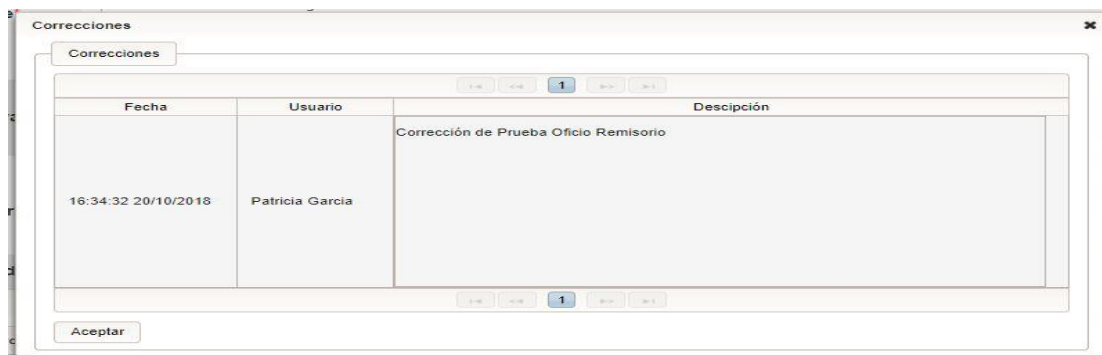 Correcciones
Correcciones
1
Fecha Usuario Descipción
Corrección de Prueba Oficio Remisorio
16:34:32 20/10/2018 Patricia Garcia
1
Aceptar